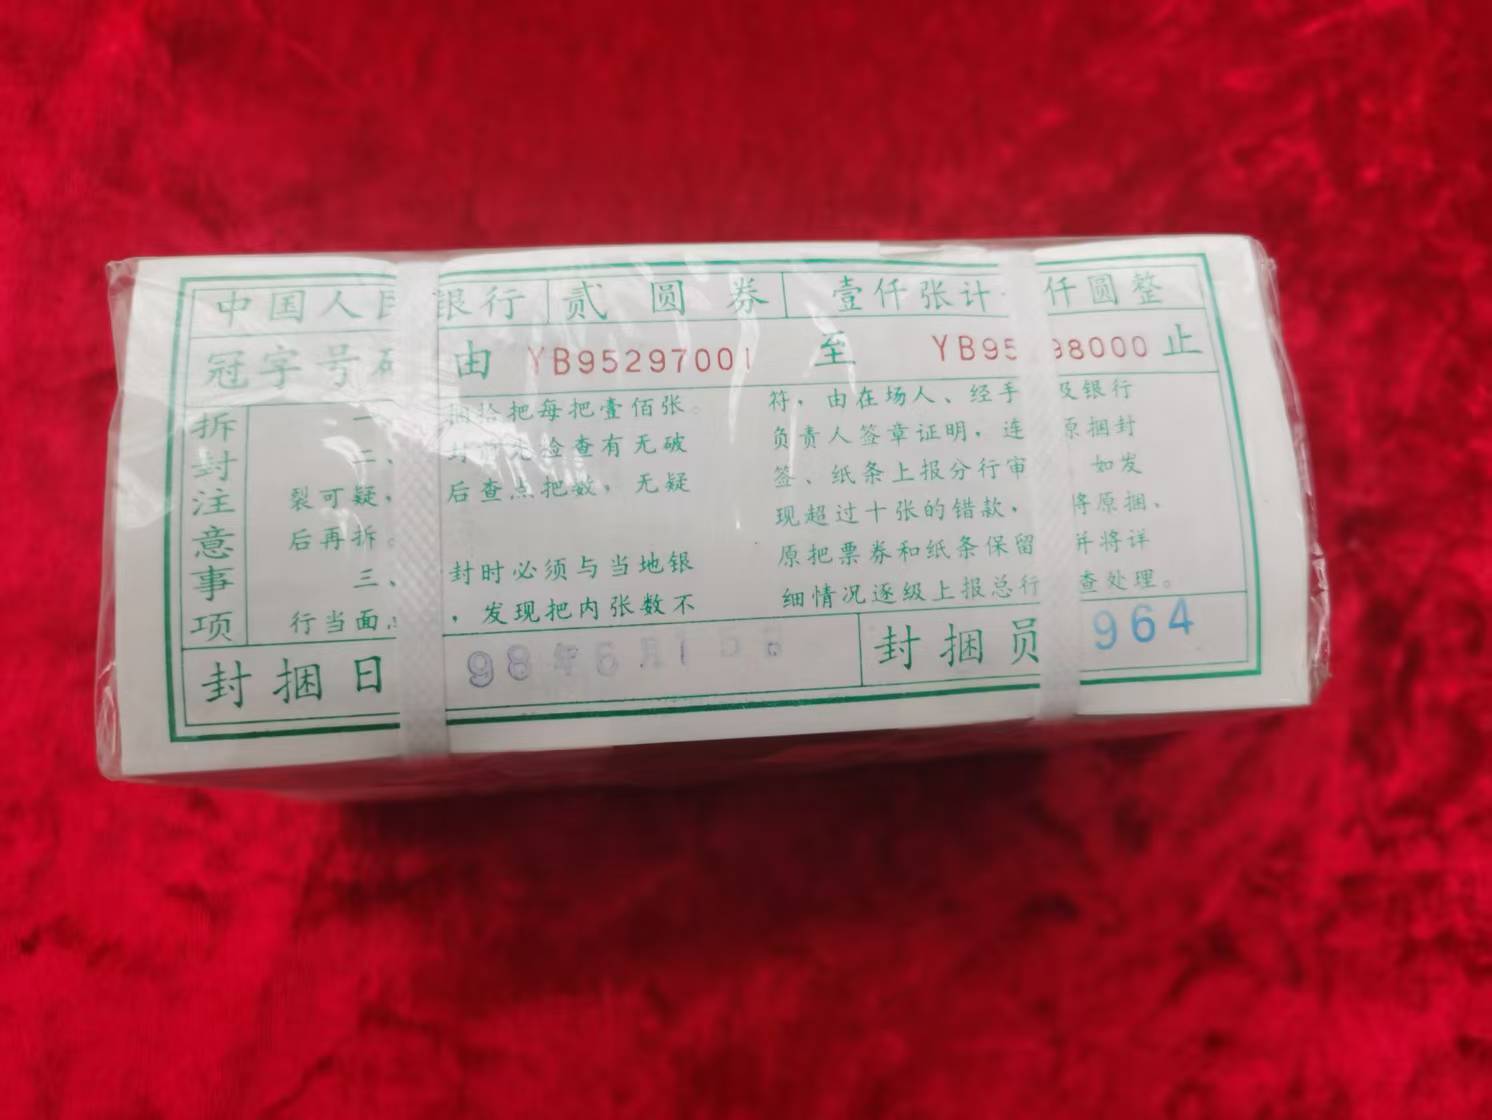 中国人民银行 贰圆券 壹仟张计 仟圆整
冠字号码 由 YB95297001 至 YB95 98000 止
拆封注意事项
一、 捆拾把每把壹佰张。
二、 封前先检查有无破
裂可疑, 后查点把数,无疑
后再拆。
三、 封时必须与当地银
行当面 ,发现把内张数不
符,由在场人、经手 及银行
负责人签章证明,连 原捆封
签、纸条上报分行审 如发
现超过十张的错款, 将原捆、
原把票券和纸条保留 并将详
细情况逐级上报总行 查处理。
封捆日 98年6月1 封捆员 964